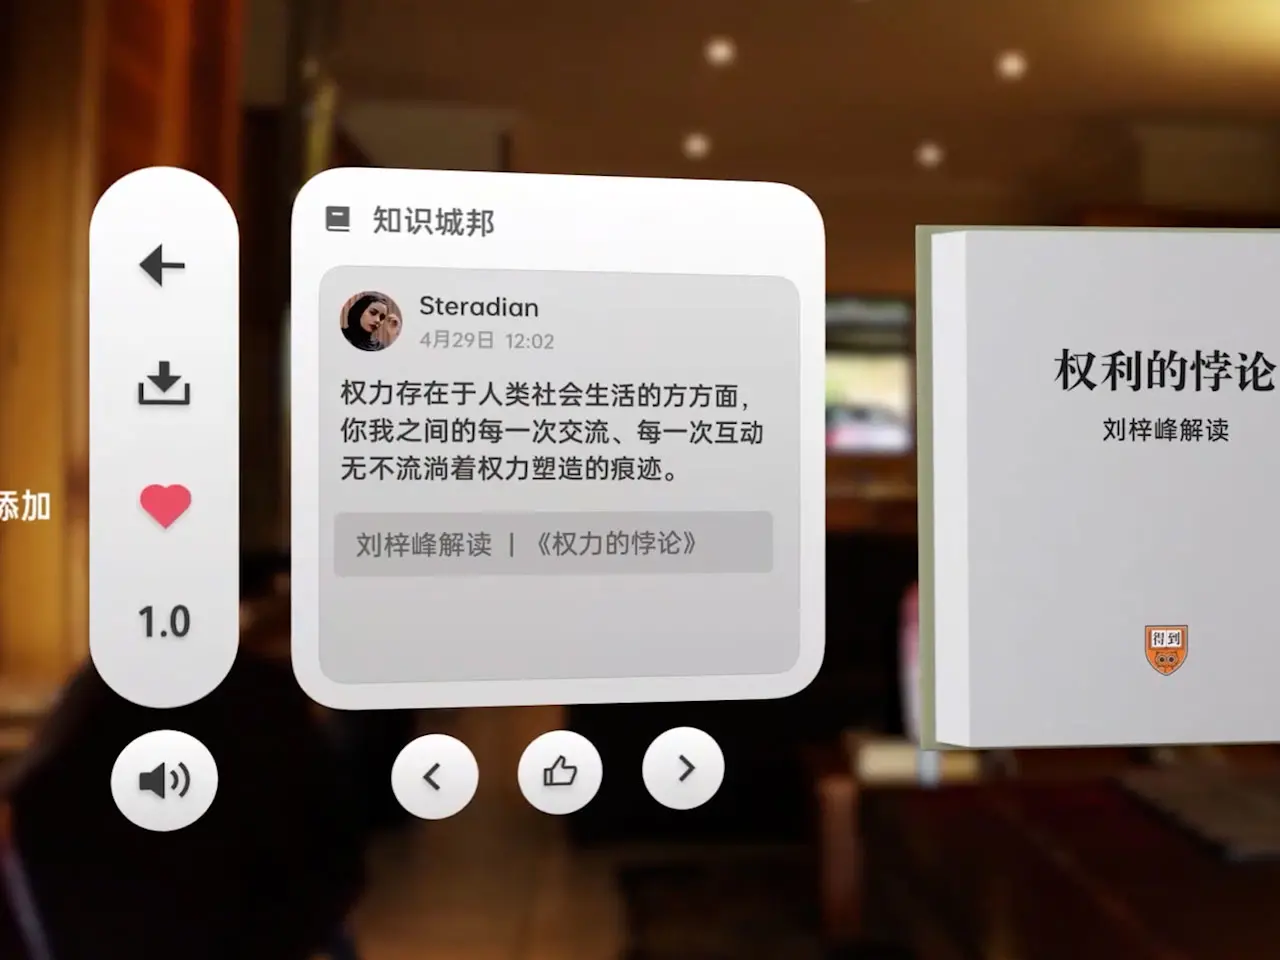 添加
1.0
知识城邦
Steradian
4月29日 12:02
权力存在于人类社会生活的方方面，
你我之间的每一次交流、每一次互动
无不流淌着权力塑造的痕迹。
刘梓峰解读 | 《权力的悖论》
权利的悖论
刘梓峰解读
得到